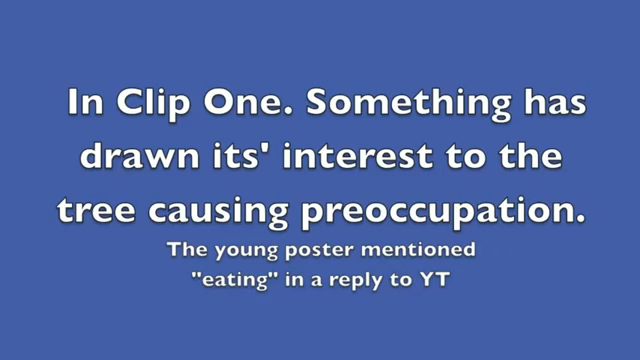 In Clip One. Something has
drawn its' interest to the
tree causing preoccupation.
The young poster mentioned
"eating" in a reply to YT